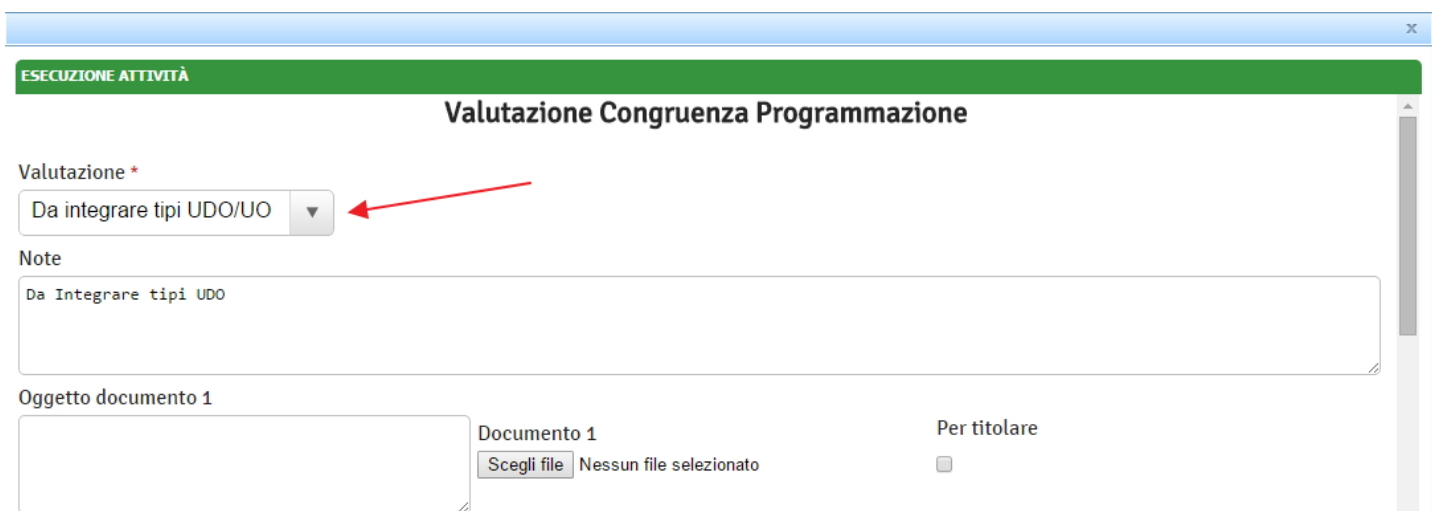 x
ESECUZIONE ATTIVITÀ
Valutazione Congruenza Programmazione
Valutazione *
Da integrare tipi UDO/UO
Note
Da Integrare tipi UDO
Oggetto documento 1
Documento 1
Per titolare
Scegli file Nessun file selezionato